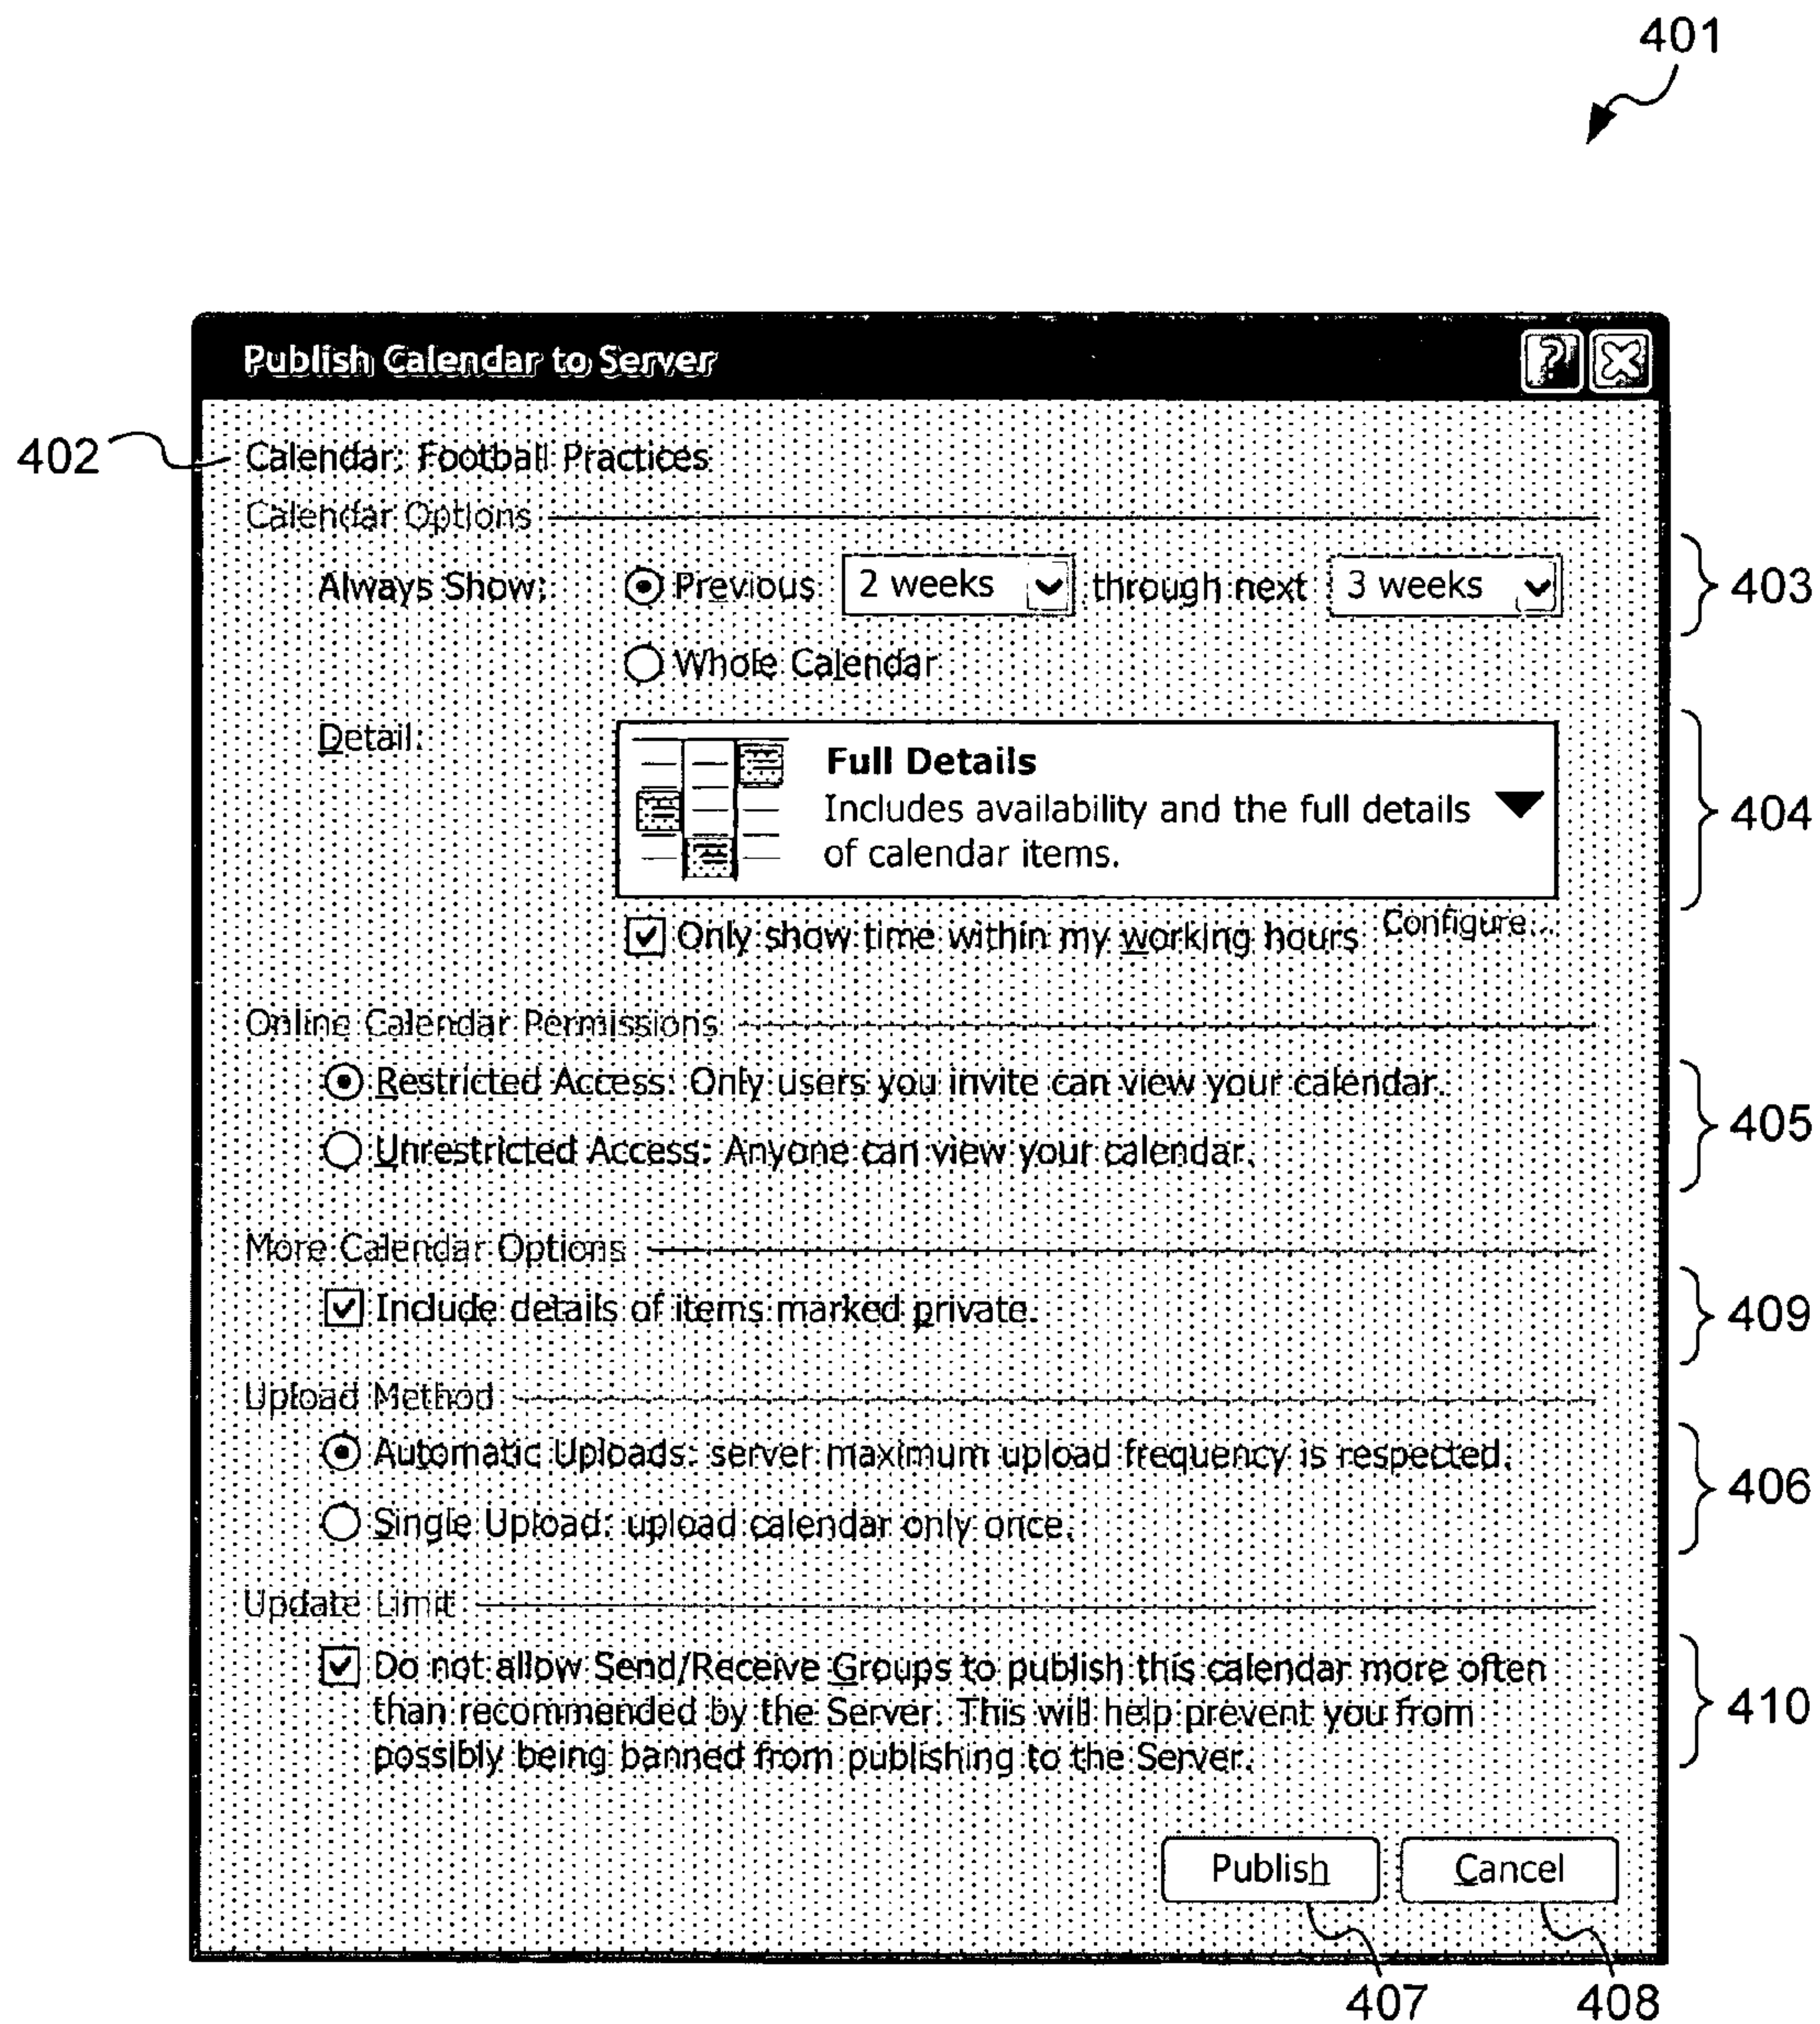 401
Publish Calendar to Server
402
Calendar: Football Practices
Calendar Options
Always Show: Previous 2 weeks through next 3 weeks
403
Whole Calendar
Detail:
Full Details
Includes availability and the full details
of calendar items.
404
Only show time within my working hours Configure...
Online Calendar Permissions
Restricted Access: Only users you invite can view your calendar.
Unrestricted Access: Anyone can view your calendar.
405
More Calendar Options
Include details of items marked private.
409
Upload Method
Automatic Uploads: server maximum upload frequency is respected.
Single Upload: upload calendar only once.
406
Update Limit
Do not allow Send/Receive Groups to publish this calendar more often
than recommended by the Server. This will help prevent you from
possibly being banned from publishing to the Server.
410
Publish Cancel
407 408